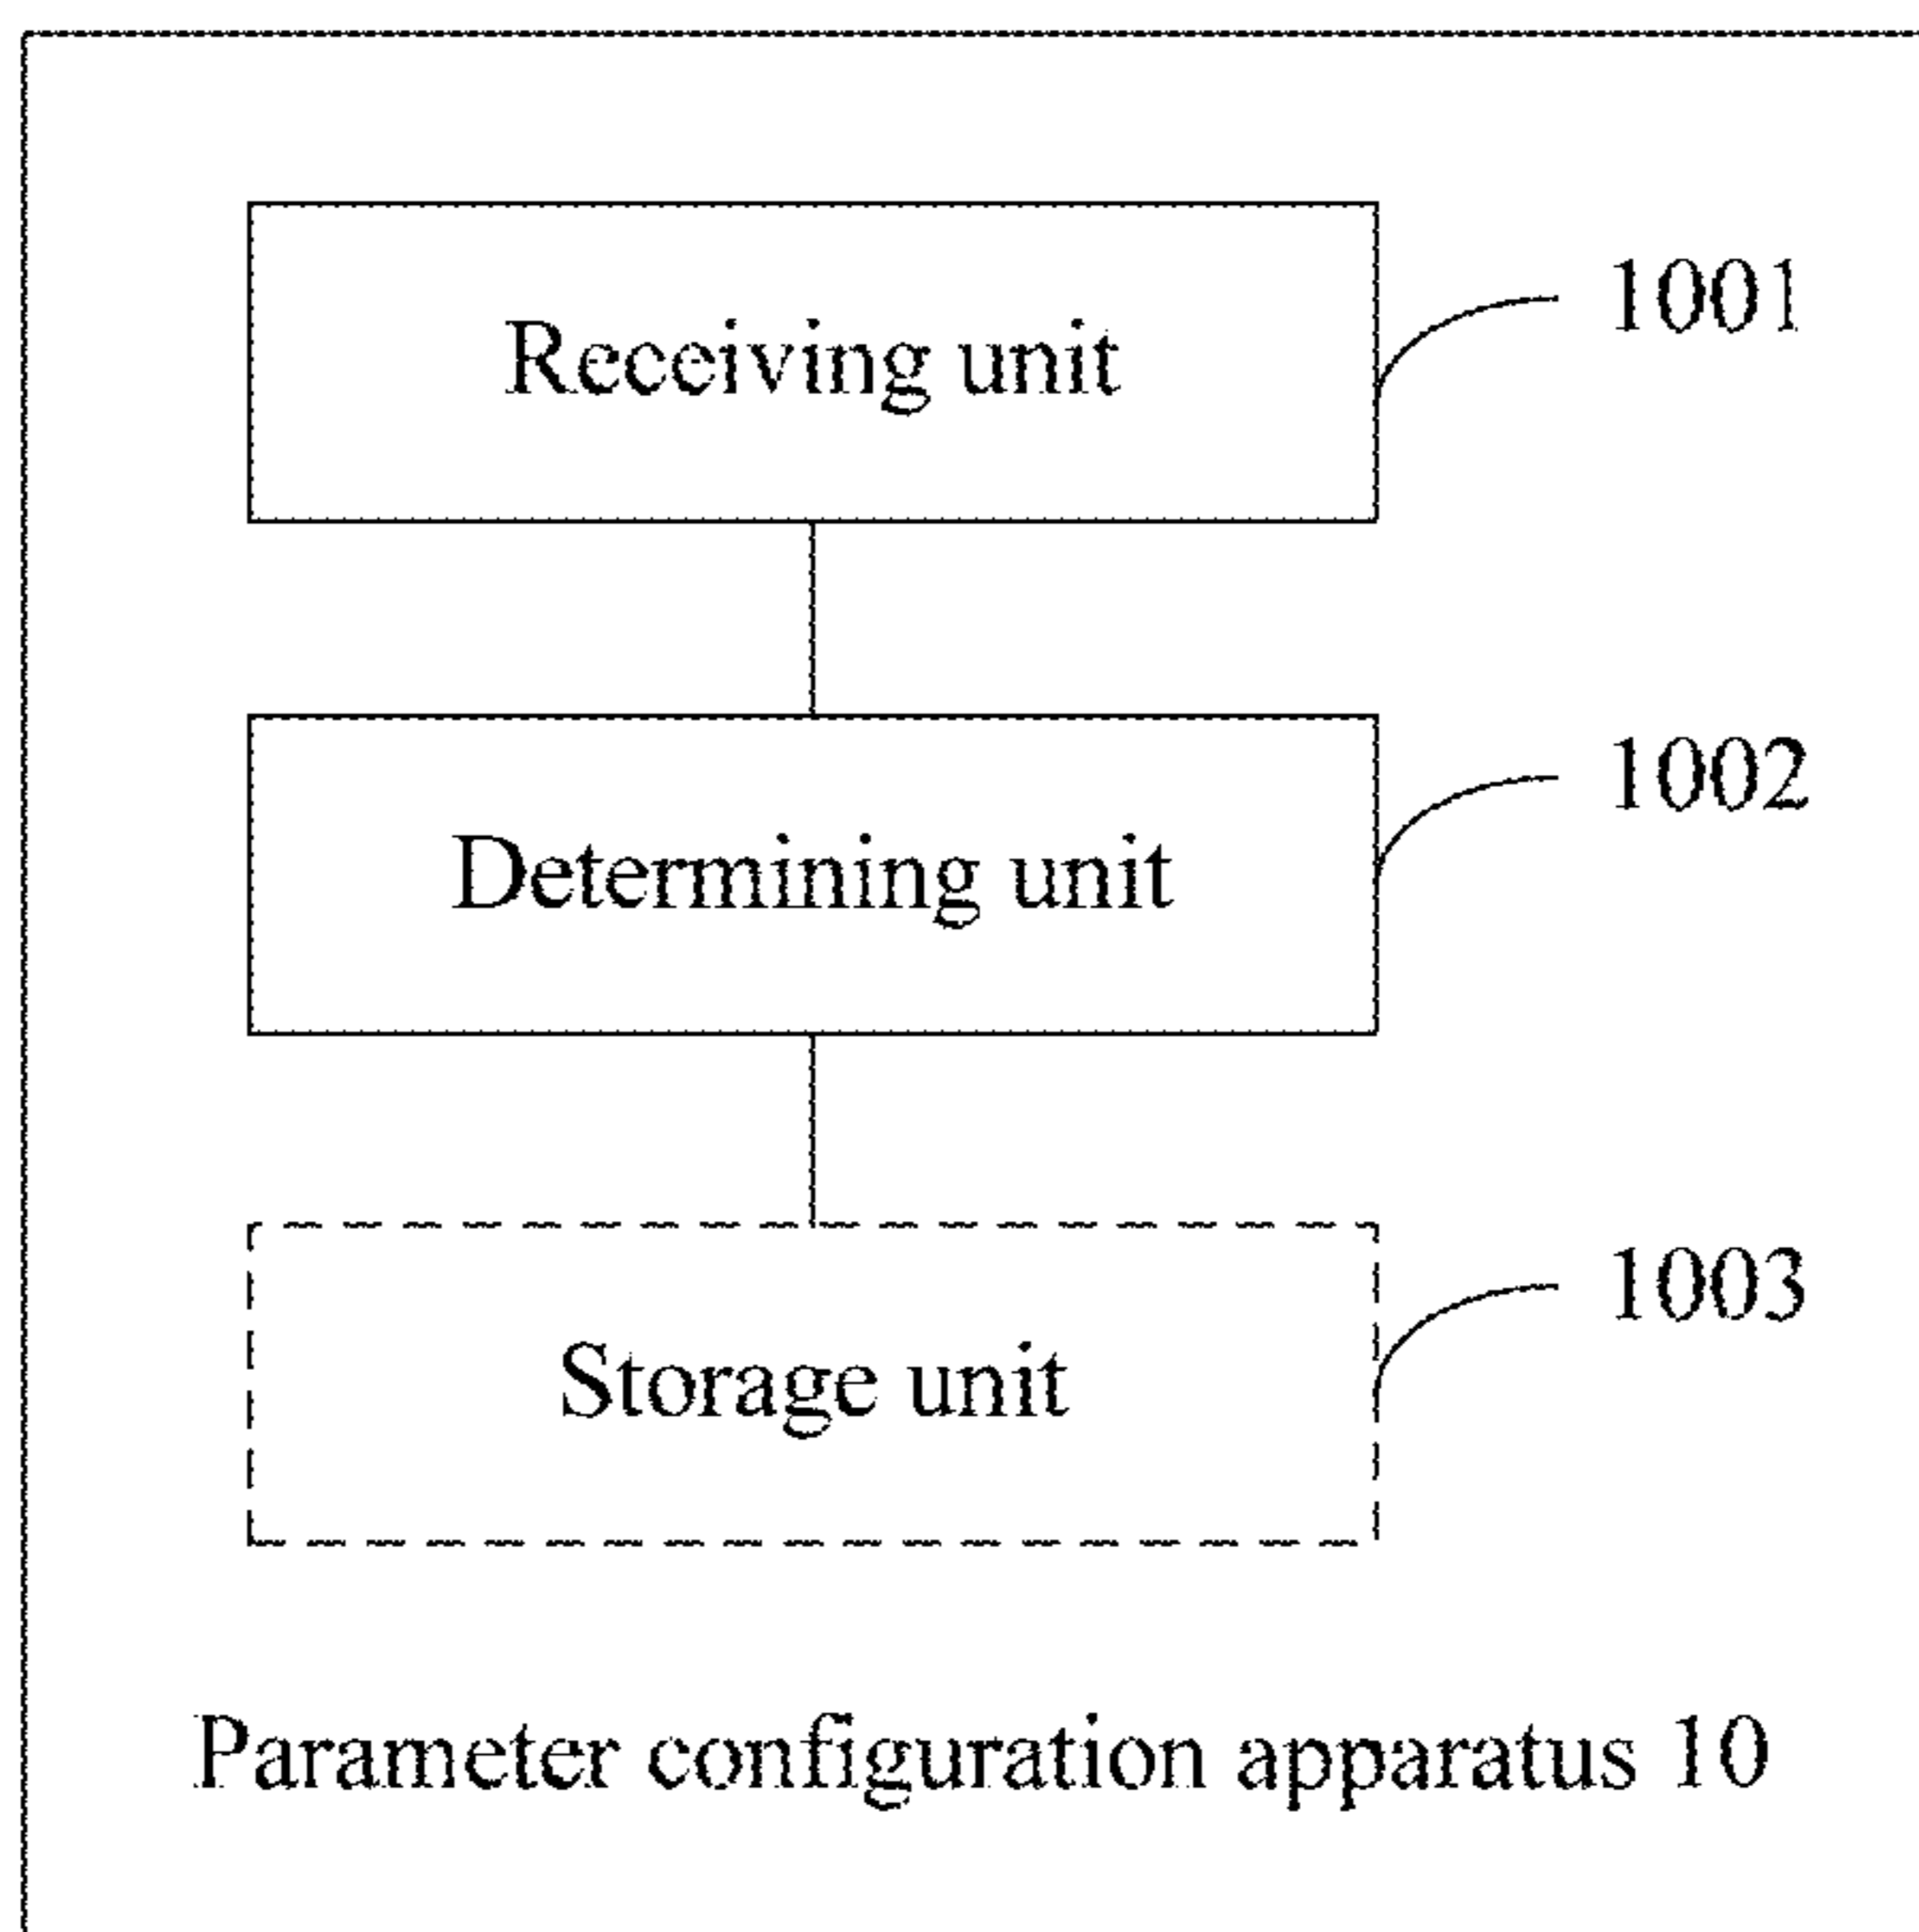 Receiving unit
1001
Determining unit
1002
Storage unit
1003
Parameter configuration apparatus 10